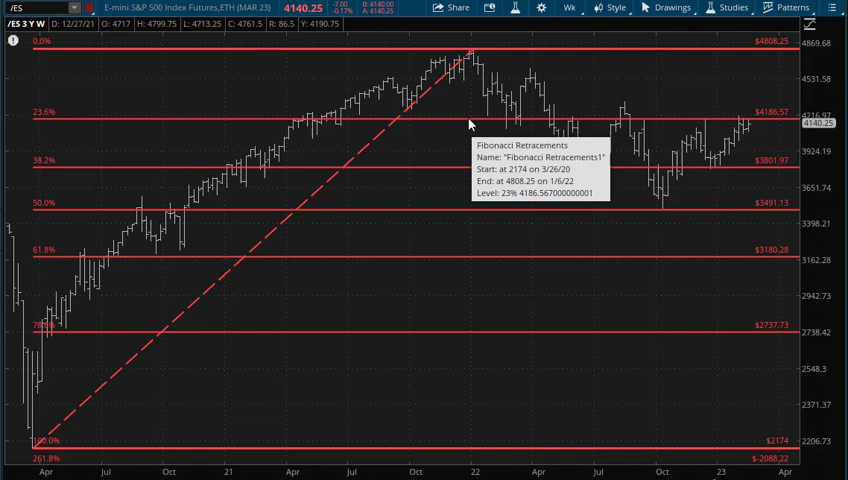 /ES
E-mini S&P 500 Index Futures,ETH (MAR 23)
4140.25
-7.00
-0.17%
B: 4140.00
A: 4140.25
Share
Wk
Style
Drawings
Studies
Patterns
/ES 3 Y W
D: 12/27/21
O: 4717
H: 4799.75
L: 4713.25
C: 4761.5
R: 86.5
Y: 4190.75
0.0%
$4808.25
4869.68
4531.58
23.6%
$4186.57
4216.97
4140.25
Fibonacci Retracements
Name: "Fibonacci Retracements1"
Start: at 2174 on 3/26/20
End: at 4808.25 on 1/6/22
Level: 23% 4186.567000000001
3924.19
38.2%
$3801.97
3651.74
50.0%
$3491.13
3398.21
61.8%
$3180.28
3162.28
2942.73
$2737.73
2738.42
2548.3
2371.37
100.0%
$2174
2206.73
261.8%
$-2088.22
Apr
Jul
Oct
21
Apr
Jul
Oct
22
Apr
Jul
Oct
23
Apr